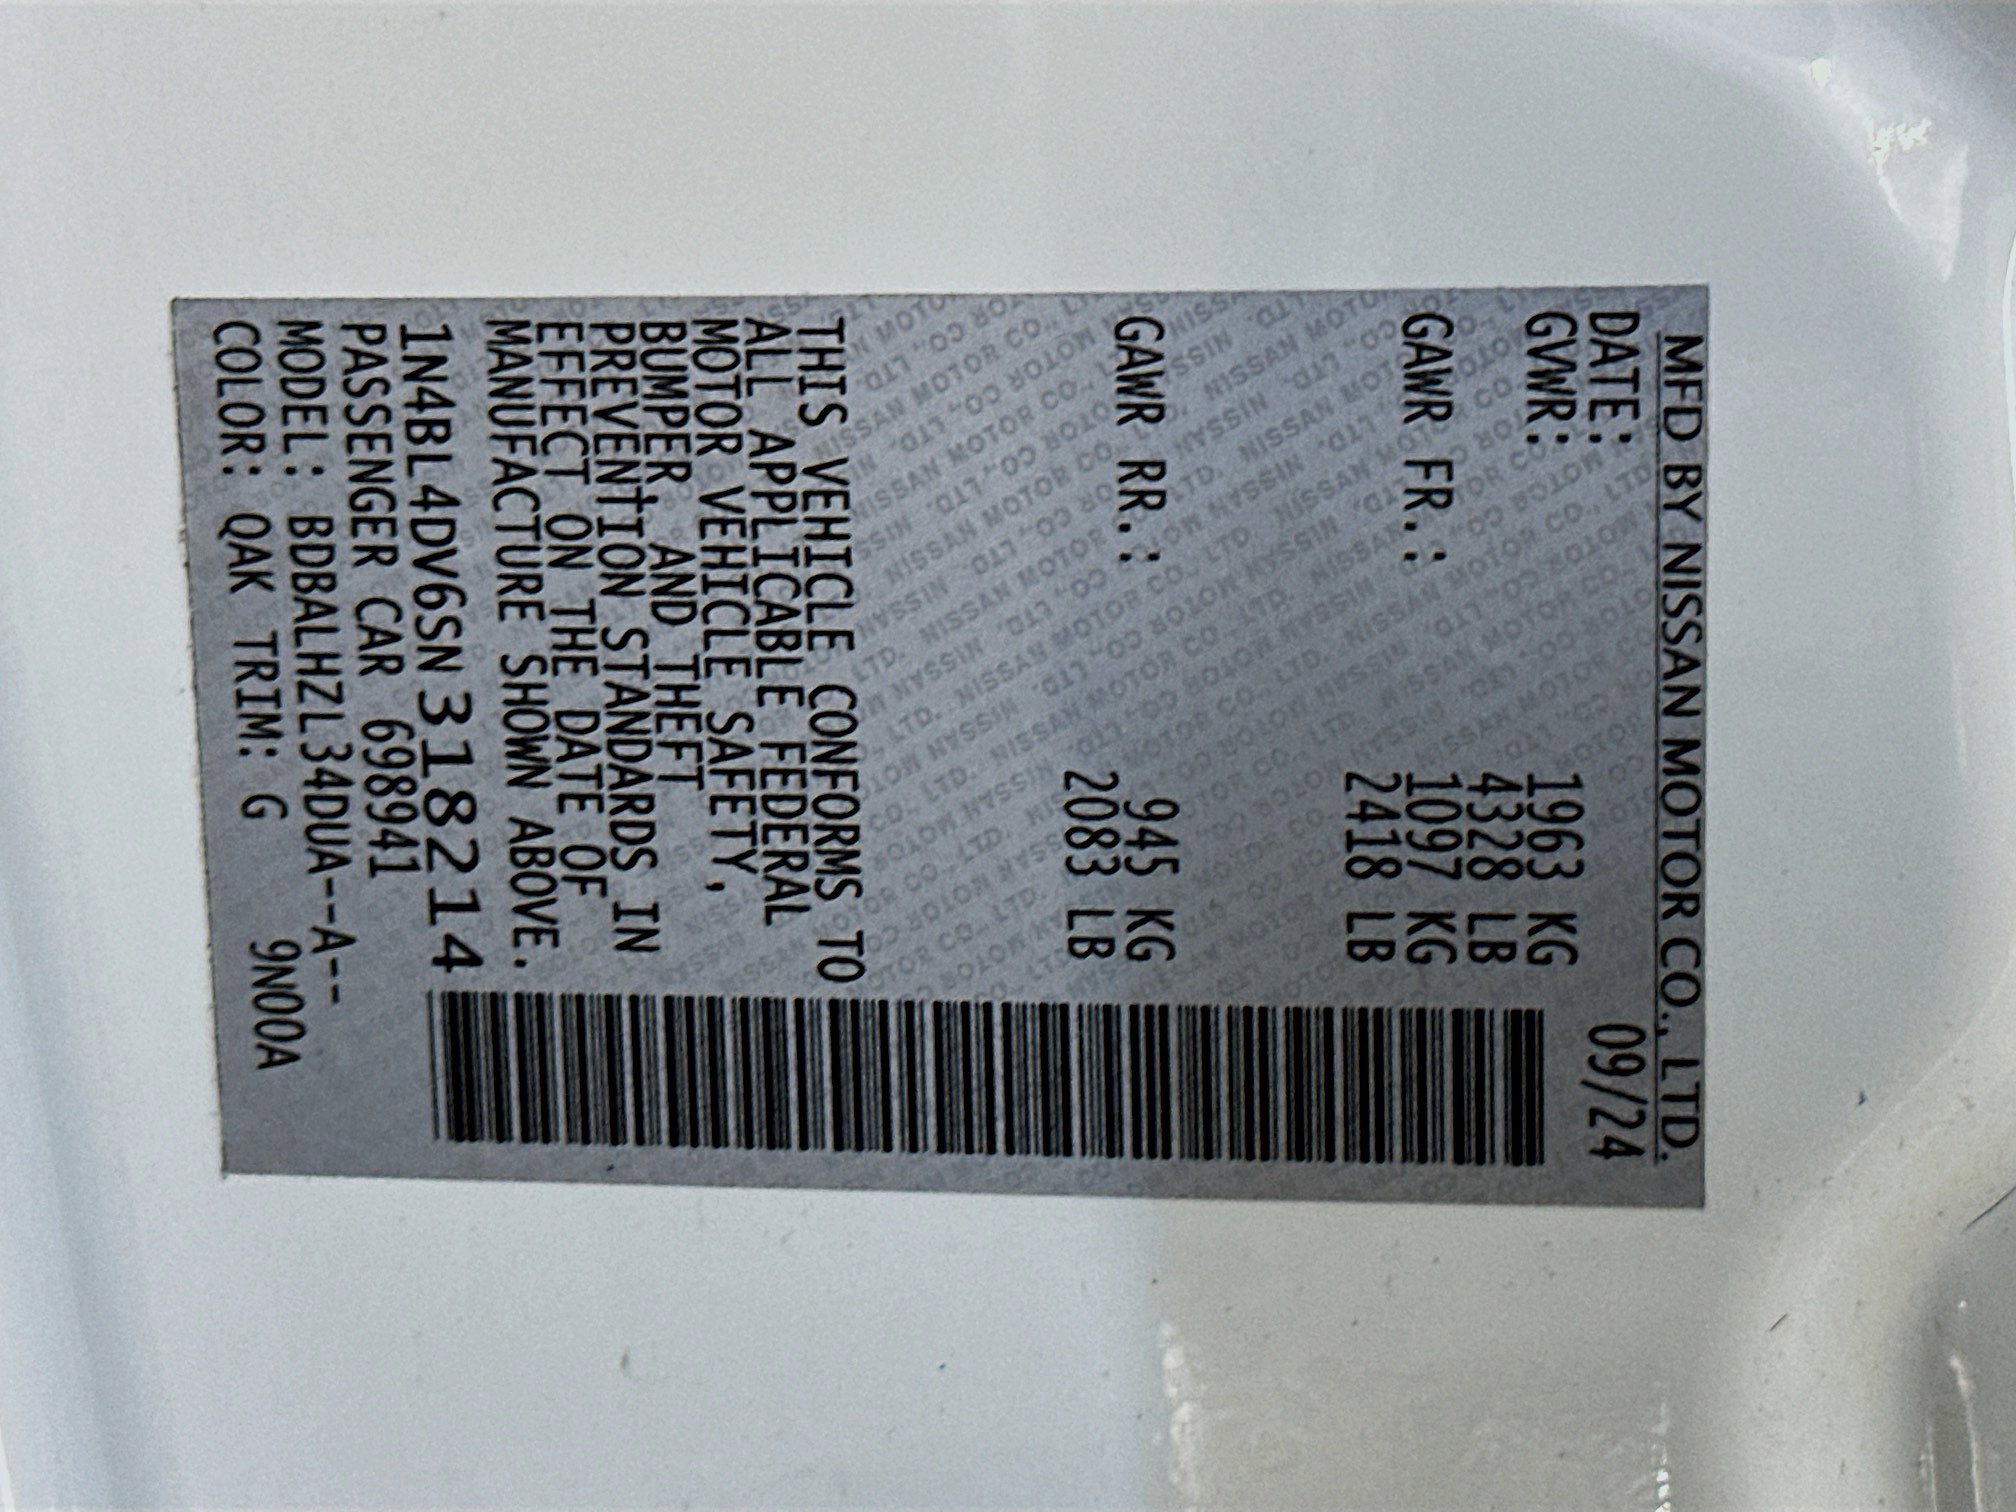 MFD BY NISSAN MOTOR CO., LTD.
DATE: 09/24
GVWR: 1963 KG
4328 LB
GAWR FR.: 1097 KG
2418 LB
GAWR RR.: 945 KG
2083 LB
THIS VEHICLE CONFORMS TO
ALL APPLICABLE FEDERAL
MOTOR VEHICLE SAFETY,
BUMPER, AND THEFT
PREVENTION STANDARDS IN
EFFECT ON THE DATE OF
MANUFACTURE SHOWN ABOVE.
1N4BL4DV6SN318214
PASSENGER CAR 698941
MODEL: BDBALHZL34DUA--A--
COLOR: QAK TRIM: G 9N00A